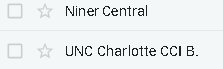 Niner Central
UNC Charlotte CCI B.